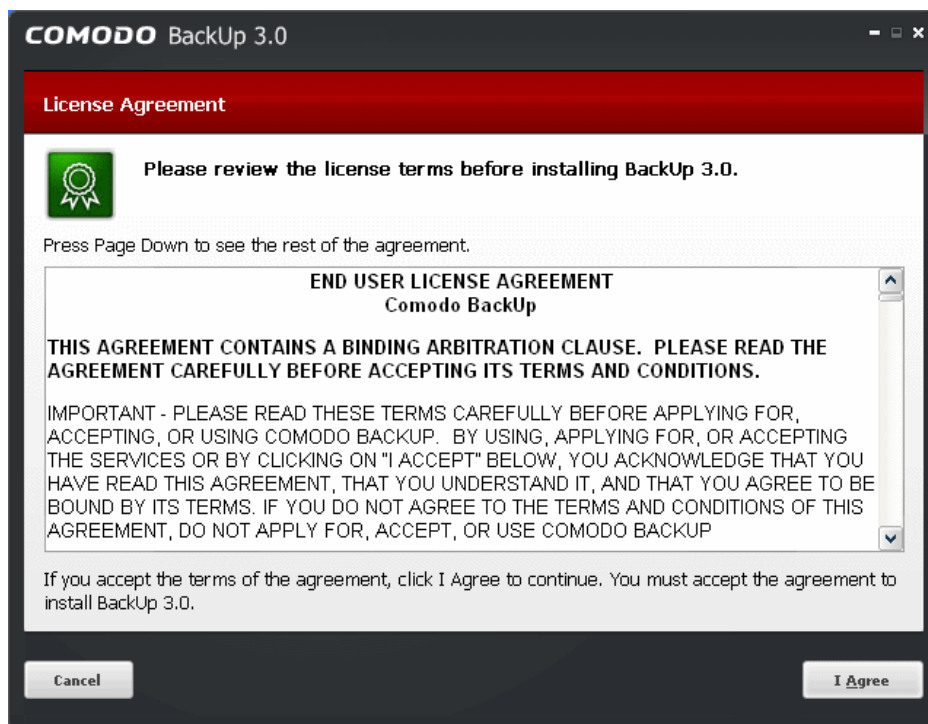 COMODO BackUp 3.0
License Agreement
Please review the license terms before installing BackUp 3.0.
Press Page Down to see the rest of the agreement.
END USER LICENSE AGREEMENT
Comodo BackUp
THIS AGREEMENT CONTAINS A BINDING ARBITRATION CLAUSE.  PLEASE READ THE
AGREEMENT CAREFULLY BEFORE ACCEPTING ITS TERMS AND CONDITIONS.
IMPORTANT - PLEASE READ THESE TERMS CAREFULLY BEFORE APPLYING FOR,
ACCEPTING, OR USING COMODO BACKUP.  BY USING, APPLYING FOR, OR ACCEPTING
THE SERVICES OR BY CLICKING ON "I ACCEPT" BELOW, YOU ACKNOWLEDGE THAT YOU
HAVE READ THIS AGREEMENT, THAT YOU UNDERSTAND IT, AND THAT YOU AGREE TO BE
BOUND BY ITS TERMS. IF YOU DO NOT AGREE TO THE TERMS AND CONDITIONS OF THIS
AGREEMENT, DO NOT APPLY FOR, ACCEPT, OR USE COMODO BACKUP
If you accept the terms of the agreement, click I Agree to continue. You must accept the agreement to
install BackUp 3.0.
Cancel
I Agree